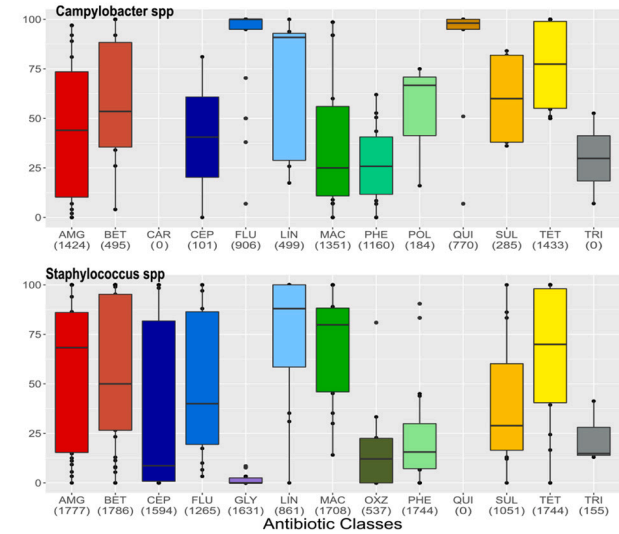 Campylobacter spp
100
75
50
25
0
AMG BET CAR CEP FLU LIN MAC PHE POL QUI SUL TET TRI
(1424) (495) (0) (101) (906) (499) (1351) (1160) (184) (770) (285) (1433) (0)
Staphylococcus spp
100
75
50
25
0
AMG BET CEP FLU GLY LIN MAC OXZ PHE QUI SUL TET TRI
(1777) (1786) (1594) (1265) (1631) (861) (1708) (537) (1744) (0) (1051) (1744) (155)
Antibiotic Classes